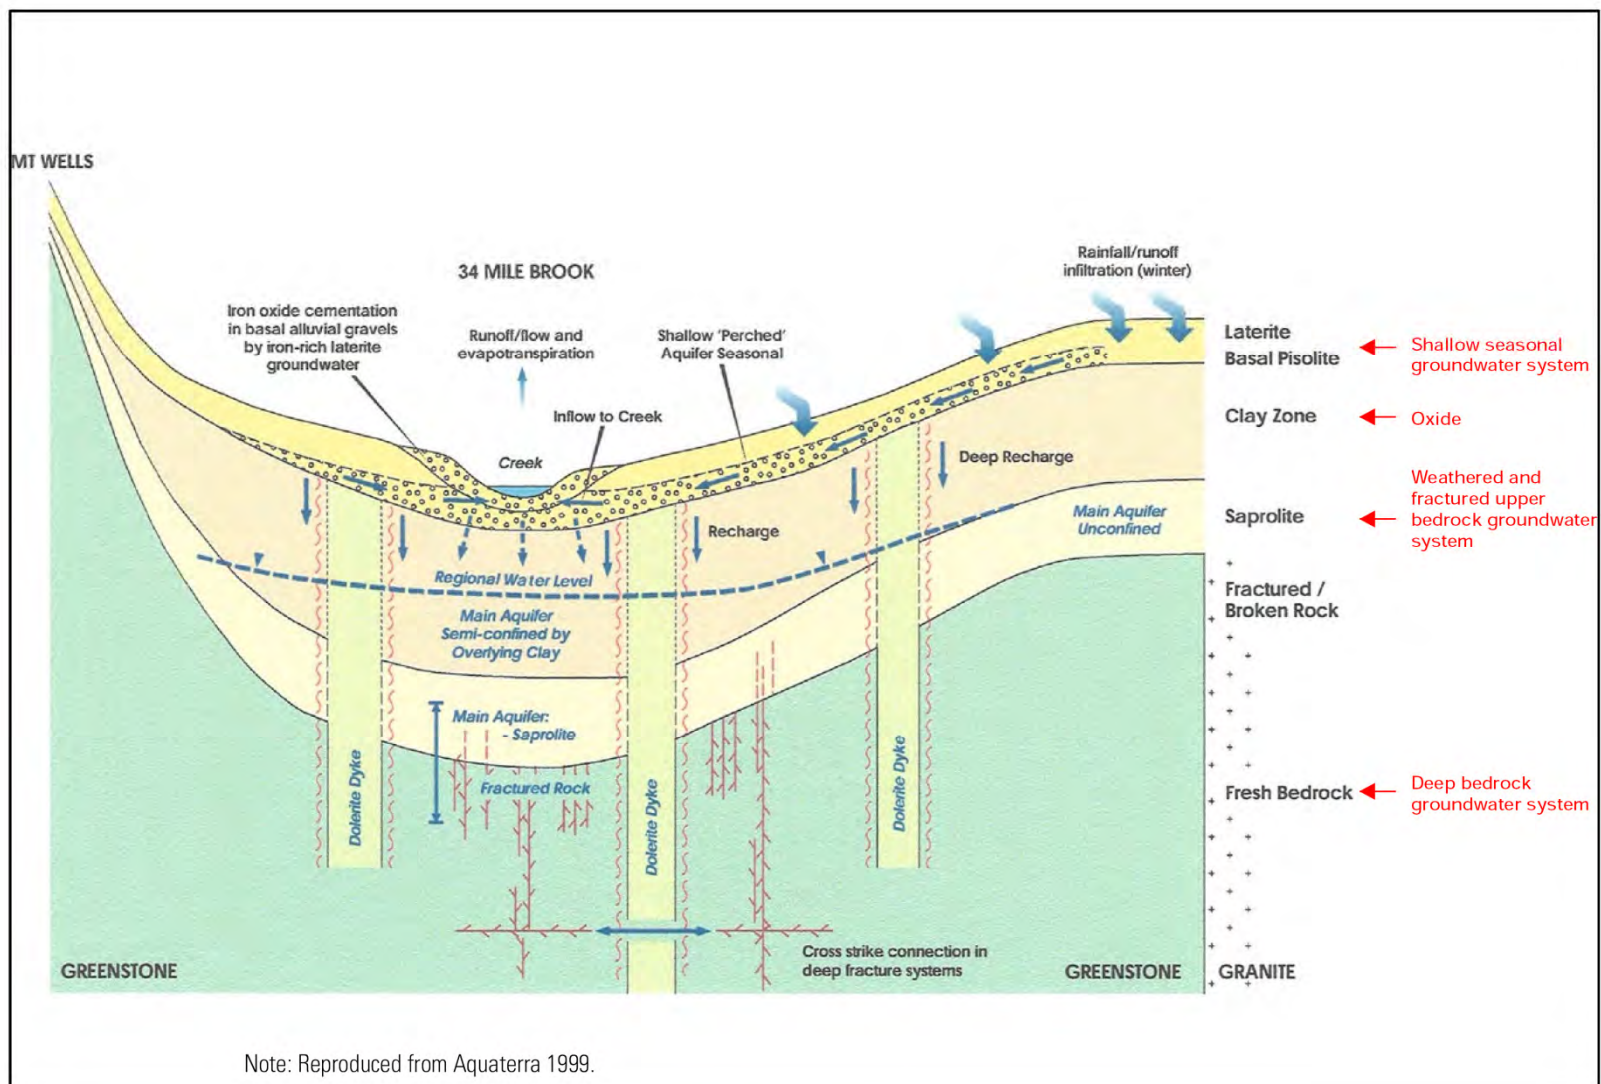 MT WELLS
34 MILE BROOK
Rainfall/runoff
infiltration (winter)
Iron oxide cementation
in basal alluvial gravels
by iron-rich laterite
groundwater
Runoff/flow and
evapotranspiration
Shallow 'Perched'
Aquifer Seasonal
Inflow to Creek
Creek
Laterite
Basal Pisolite
Shallow seasonal
groundwater system
Clay Zone
Oxide
Deep Recharge
Recharge
Main Aquifer
Unconfined
Saprolite
Weathered and
fractured upper
bedrock groundwater
system
Regional Water Level
Main Aquifer
Semi-confined by
Overlying Clay
Fractured /
Broken Rock
Main Aquifer:
- Saprolite
Fractured Rock
Dolerite Dyke
Dolerite Dyke
Dolerite Dyke
Fresh Bedrock
Deep bedrock
groundwater system
Cross strike connection in
deep fracture systems
GREENSTONE
GREENSTONE
GRANITE
Note: Reproduced from Aquaterra 1999.